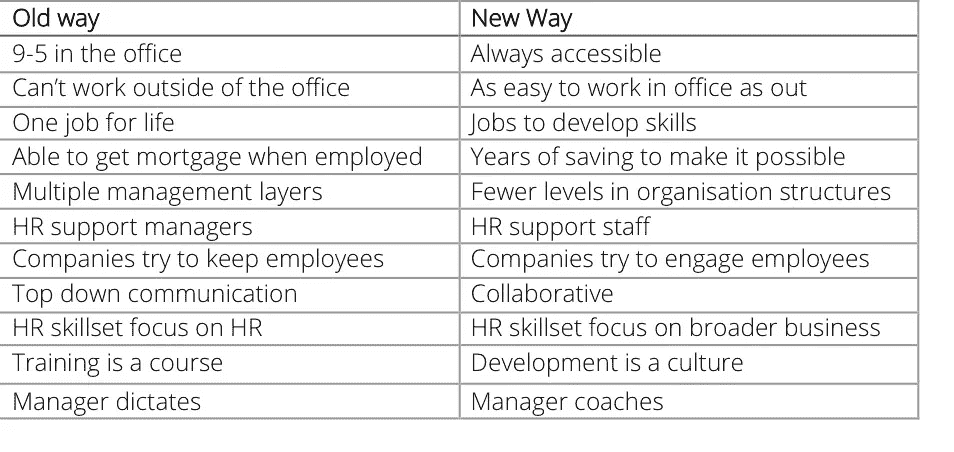 Old way New Way
9-5 in the office Always accessible
Can’t work outside of the office As easy to work in office as out
One job for life Jobs to develop skills
Able to get mortgage when employed Years of saving to make it possible
Multiple management layers Fewer levels in organisation structures
HR support managers HR support staff
Companies try to keep employees Companies try to engage employees
Top down communication Collaborative
HR skillset focus on HR HR skillset focus on broader business
Training is a course Development is a culture
Manager dictates Manager coaches